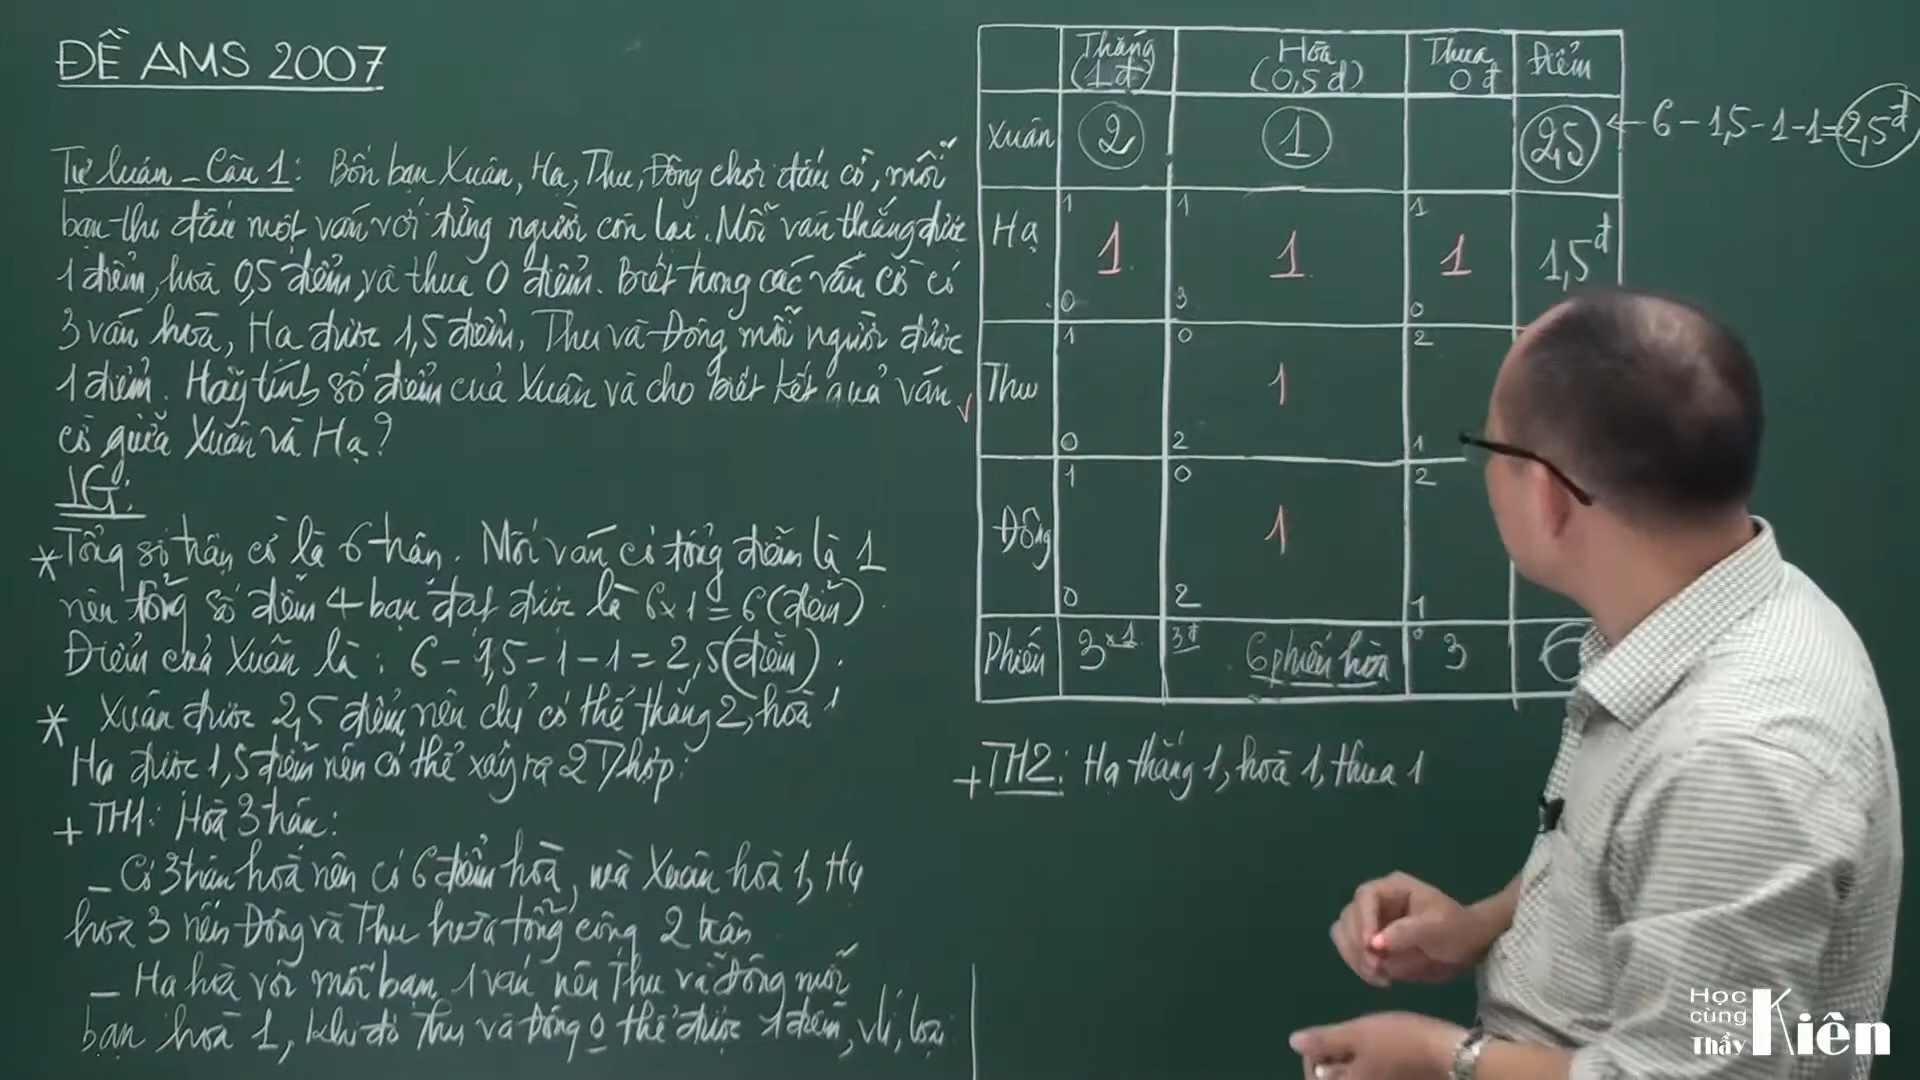 ĐỀ AMS 2007
Tự luận - Câu 1: Bốn bạn Xuân, Hạ, Thu, Đông chơi đấu cờ, mỗi
bạn thi đấu một ván với từng người còn lại. Mỗi ván thắng được
1 điểm, hoà 0,5 điểm, và thua 0 điểm. Biết trong các ván cờ có
3 ván hoà, Hạ được 1,5 điểm, Thu và Đông mỗi người được
1 điểm. Hãy tính số điểm của Xuân và cho biết kết quả ván
cờ giữa Xuân và Hạ?
* Tổng số trận cờ là 6 trận. Mỗi ván có tổng điểm là 1
nên tổng số điểm 4 bạn đạt được là 6x1=6 (điểm)
Điểm của Xuân là: 6 - 1,5 - 1 - 1 = 2,5 (điểm).
* Xuân được 2,5 điểm nên chỉ có thể thắng 2, hoà 1
Hạ được 1,5 điểm nên có thể xảy ra 2 Thợp:
+ TH1: Hoà 3 trận:
- Có 3 trận hoà nên có 6 điểm hoà, mà Xuân hoà 1, Hạ
hoà 3 nên Đông và Thu hoà tổng cộng 2 trận
- Hạ hoà với mỗi bạn 1 ván nên Thu và Đông mỗi
bạn hoà 1, khi đó Thu và Đông 0 thể được 1 điểm, vlí, loại
Thắng (1đ) Hoà (0,5đ) Thua 0đ Điểm
Xuân 2 1 2,5 ← 6 - 1,5 - 1 - 1 = 2,5đ
1 1 1
Hạ 1 1 1 1,5đ
0 3 0
1 0 2
Thu 1
0 2 1
1 0 2
Đông 1
0 2 1
Phiếu 3x1 3đ 6 phiếu hoà 3 6
+ TH2: Hạ thắng 1, hoà 1, thua 1
Học
cùng
Thầy Kiên